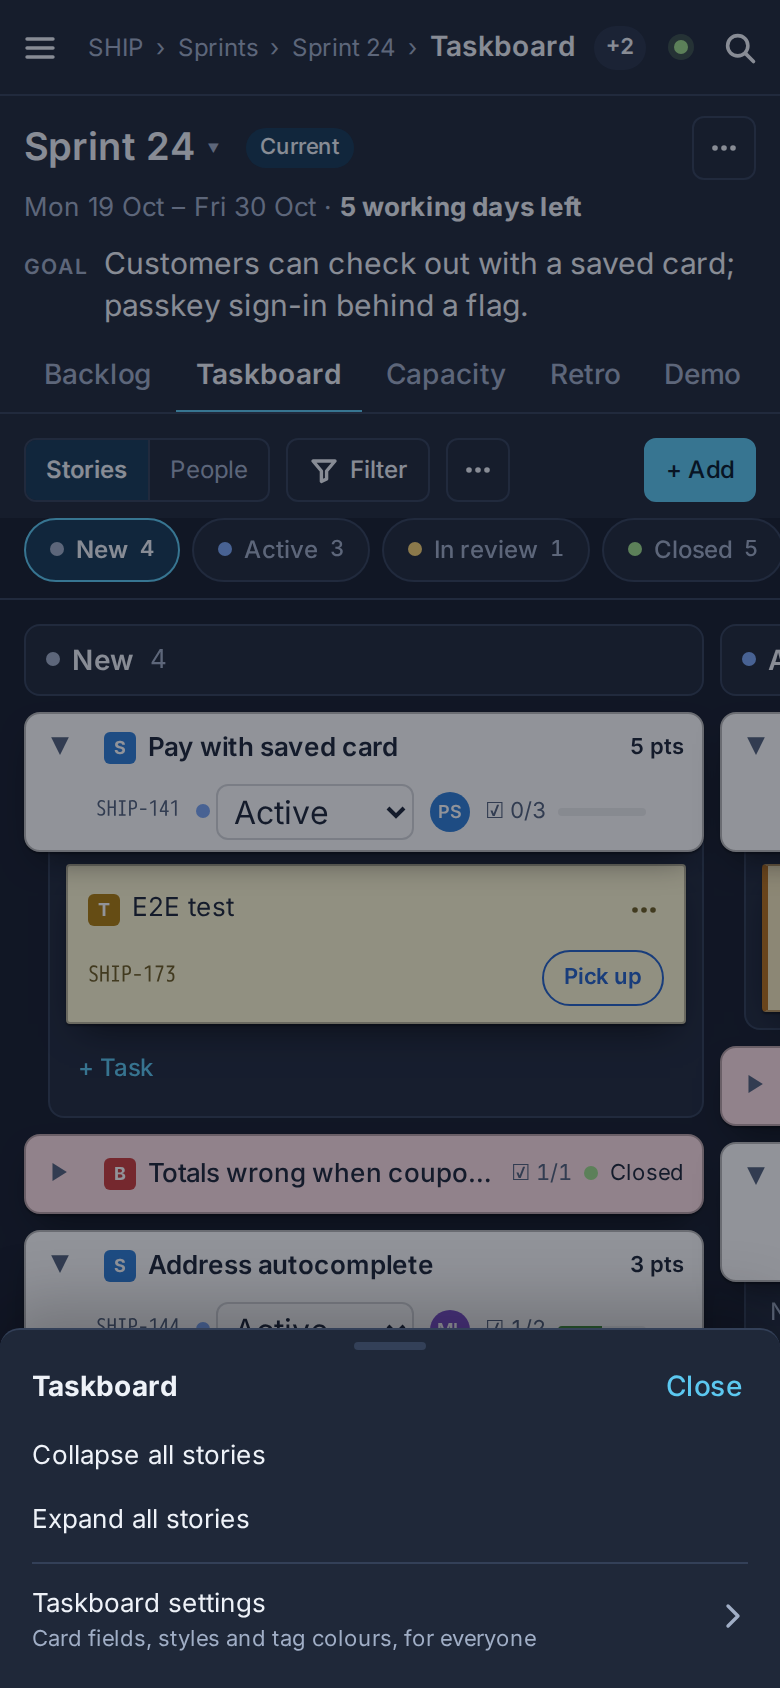 SHIP › Sprints › Sprint 24 › Taskboard +2
Sprint 24 ▾ Current
Mon 19 Oct – Fri 30 Oct · 5 working days left
GOAL Customers can check out with a saved card;
passkey sign-in behind a flag.
Backlog Taskboard Capacity Retro Demo
Stories People Filter ••• + Add
New 4 Active 3 In review 1 Closed 5
New 4
S Pay with saved card 5 pts
SHIP-141 Active PS ☑ 0/3
T E2E test
SHIP-173 Pick up
+ Task
B Totals wrong when coupo... ☑ 1/1 Closed
S Address autocomplete 3 pts
SHIP-144 Active ☑ 1/2
Taskboard Close
Collapse all stories
Expand all stories
Taskboard settings
Card fields, styles and tag colours, for everyone